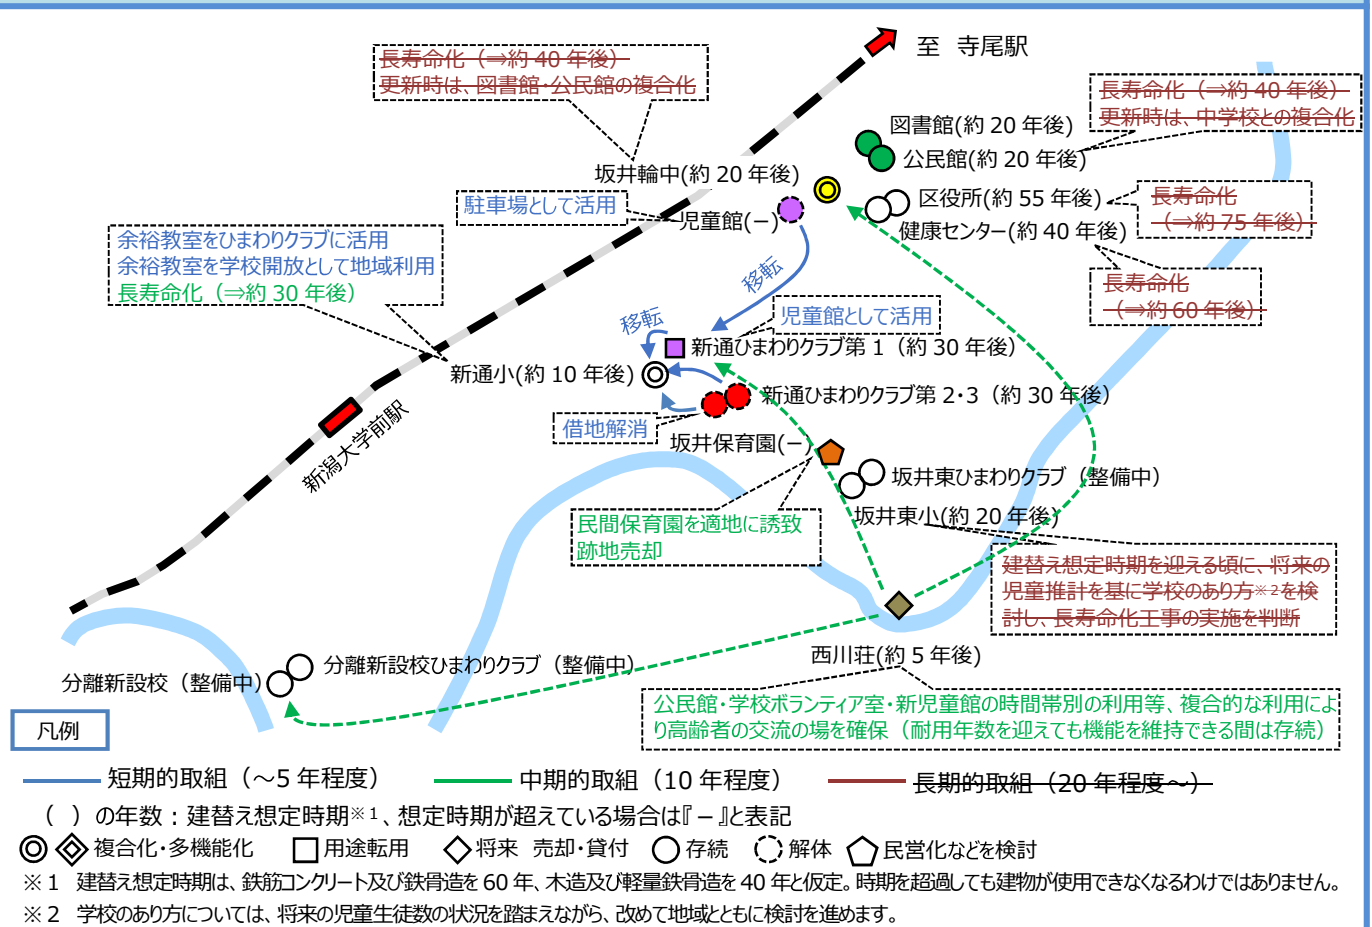 至 寺尾駅
長寿命化（⇒約 40 年後）
更新時は、図書館・公民館の複合化
長寿命化（⇒約 40 年後）
更新時は、中学校との複合化
図書館(約 20 年後)
公民館(約 20 年後)
坂井輪中(約 20 年後)
区役所(約 55 年後)
長寿命化
（⇒約 75 年後）
駐車場として活用
児童館(－)
健康センター(約 40 年後)
長寿命化
（⇒約 60 年後）
余裕教室をひまわりクラブに活用
余裕教室を学校開放として地域利用
長寿命化（⇒約 30 年後）
移転
移転
児童館として活用
新通ひまわりクラブ第 1（約 30 年後）
新通小(約 10 年後)
新通ひまわりクラブ第 2・3（約 30 年後）
借地解消
新潟大学前駅
坂井保育園(－)
坂井東ひまわりクラブ（整備中）
坂井東小(約 20 年後)
民間保育園を適地に誘致
跡地売却
建替え想定時期を迎える頃に、将来の
児童推計を基に学校のあり方※2を検
討し、長寿命化工事の実施を判断
西川荘(約 5 年後)
分離新設校ひまわりクラブ（整備中）
分離新設校（整備中）
公民館・学校ボランティア室・新児童館の時間帯別の利用等、複合的な利用によ
り高齢者の交流の場を確保（耐用年数を迎えても機能を維持できる間は存続）
凡例
短期的取組（～5 年程度） 中期的取組（10 年程度） 長期的取組（20 年程度～）
（ ）の年数：建替え想定時期※1、想定時期が超えている場合は『－』と表記
複合化・多機能化 用途転用 将来 売却・貸付 存続 解体 民営化などを検討
※１ 建替え想定時期は、鉄筋コンクリート及び鉄骨造を 60 年、木造及び軽量鉄骨造を 40 年と仮定。時期を超過しても建物が使用できなくなるわけではありません。
※２ 学校のあり方については、将来の児童生徒数の状況を踏まえながら、改めて地域とともに検討を進めます。